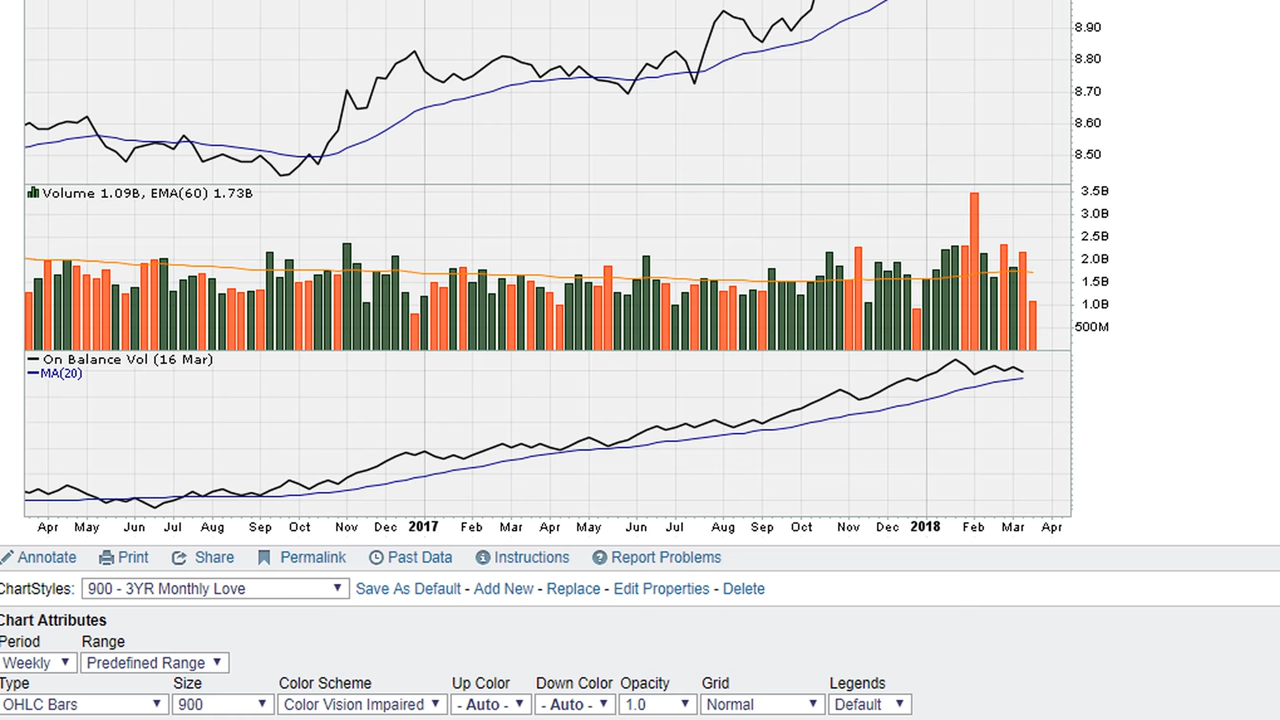 8.90
8.80
8.70
8.60
8.50
Volume 1.09B, EMA(60) 1.73B
3.5B
3.0B
2.5B
2.0B
1.5B
1.0B
500M
On Balance Vol (16 Mar)
MA(20)
Apr May Jun Jul Aug Sep Oct Nov Dec 2017 Feb Mar Apr May Jun Jul Aug Sep Oct Nov Dec 2018 Feb Mar Apr
Annotate Print Share Permalink Past Data Instructions Report Problems
ChartStyles: 900 - 3YR Monthly Love Save As Default - Add New - Replace - Edit Properties - Delete
Chart Attributes
Period Range
Weekly Predefined Range
Type Size Color Scheme Up Color Down Color Opacity Grid Legends
OHLC Bars 900 Color Vision Impaired - Auto - - Auto - 1.0 Normal Default